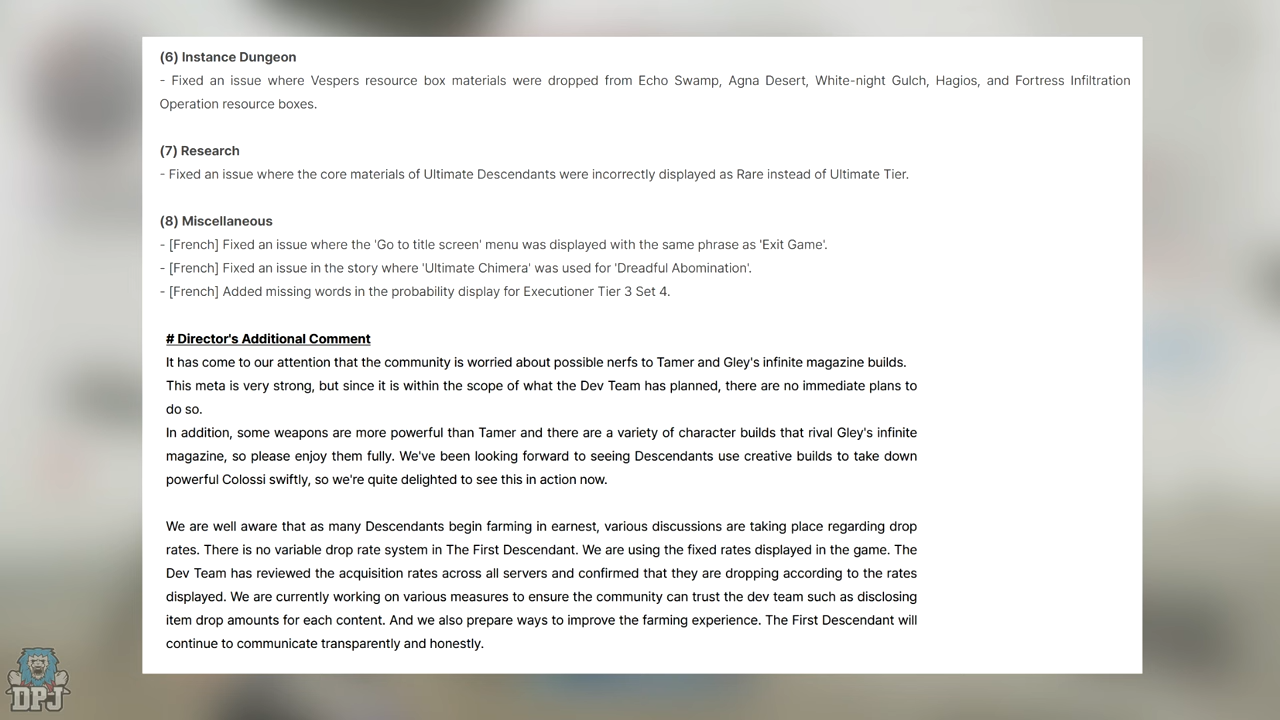 (6) Instance Dungeon
- Fixed an issue where Vespers resource box materials were dropped from Echo Swamp, Agna Desert, White-night Gulch, Hagios, and Fortress Infiltration
Operation resource boxes.
(7) Research
- Fixed an issue where the core materials of Ultimate Descendants were incorrectly displayed as Rare instead of Ultimate Tier.
(8) Miscellaneous
- [French] Fixed an issue where the 'Go to title screen' menu was displayed with the same phrase as 'Exit Game'.
- [French] Fixed an issue in the story where 'Ultimate Chimera' was used for 'Dreadful Abomination'.
- [French] Added missing words in the probability display for Executioner Tier 3 Set 4.
# Director's Additional Comment
It has come to our attention that the community is worried about possible nerfs to Tamer and Gley's infinite magazine builds.
This meta is very strong, but since it is within the scope of what the Dev Team has planned, there are no immediate plans to
do so.
In addition, some weapons are more powerful than Tamer and there are a variety of character builds that rival Gley's infinite
magazine, so please enjoy them fully. We've been looking forward to seeing Descendants use creative builds to take down
powerful Colossi swiftly, so we're quite delighted to see this in action now.
We are well aware that as many Descendants begin farming in earnest, various discussions are taking place regarding drop
rates. There is no variable drop rate system in The First Descendant. We are using the fixed rates displayed in the game. The
Dev Team has reviewed the acquisition rates across all servers and confirmed that they are dropping according to the rates
displayed. We are currently working on various measures to ensure the community can trust the dev team such as disclosing
item drop amounts for each content. And we also prepare ways to improve the farming experience. The First Descendant will
continue to communicate transparently and honestly.
DPJ